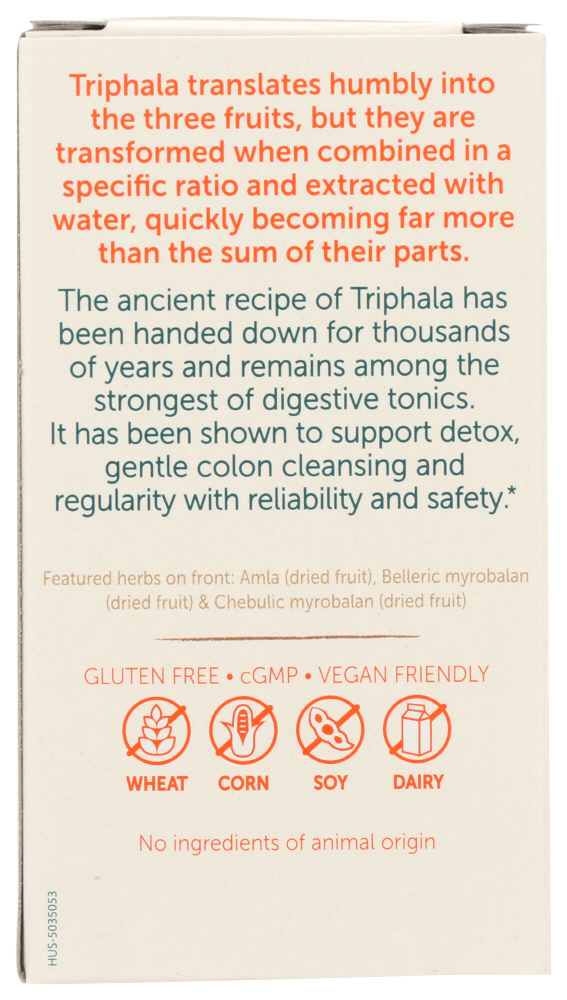 Triphala translates humbly into
the three fruits, but they are
transformed when combined in a
specific ratio and extracted with
water, quickly becoming far more
than the sum of their parts.
The ancient recipe of Triphala has
been handed down for thousands
of years and remains among the
strongest of digestive tonics.
It has been shown to support detox,
gentle colon cleansing and
regularity with reliability and safety.*
Featured herbs on front: Amla (dried fruit), Belleric myrobalan
(dried fruit) & Chebulic myrobalan (dried fruit)
GLUTEN FREE • cGMP • VEGAN FRIENDLY
WHEAT CORN SOY DAIRY
No ingredients of animal origin
HUS-5035053